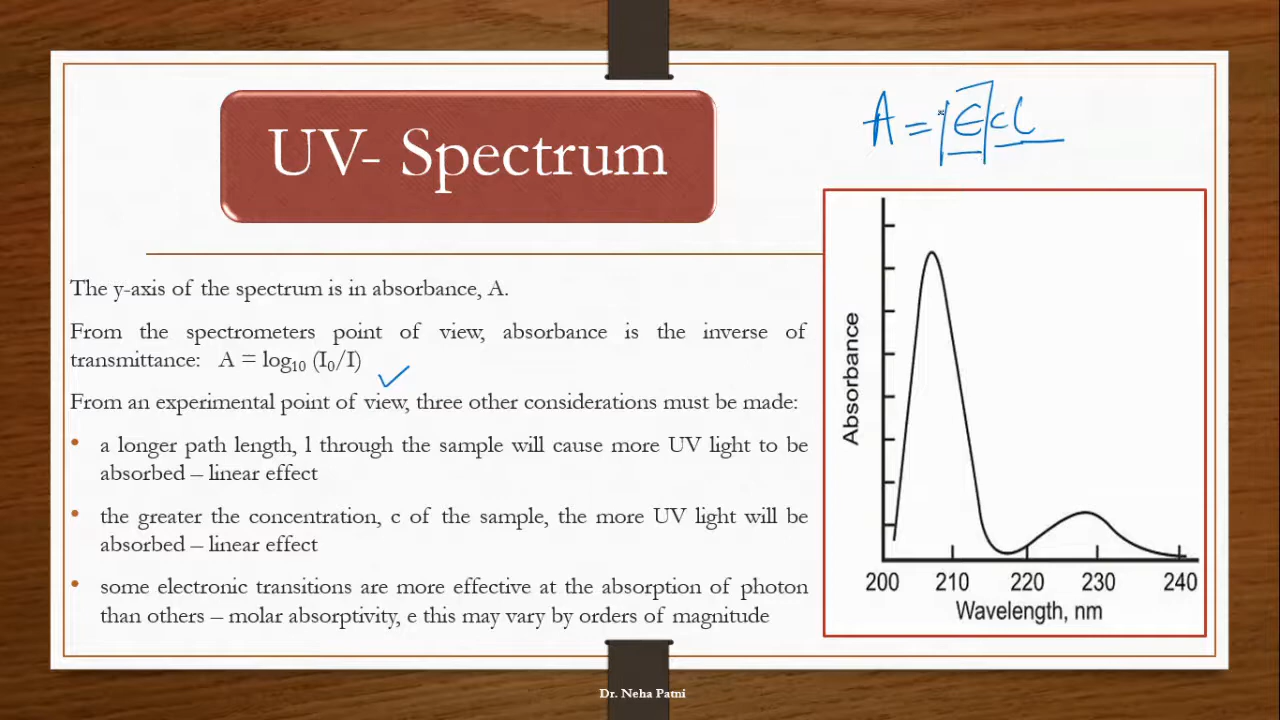 UV- Spectrum
A = ϵcl
The y-axis of the spectrum is in absorbance, A.
From the spectrometers point of view, absorbance is the inverse of
transmittance: A = log₁₀ (I₀/I)
From an experimental point of view, three other considerations must be made:
• a longer path length, l through the sample will cause more UV light to be
absorbed – linear effect
• the greater the concentration, c of the sample, the more UV light will be
absorbed – linear effect
• some electronic transitions are more effective at the absorption of photon
than others – molar absorptivity, e this may vary by orders of magnitude
Absorbance
200 210 220 230 240
Wavelength, nm
Dr. Neha Patni